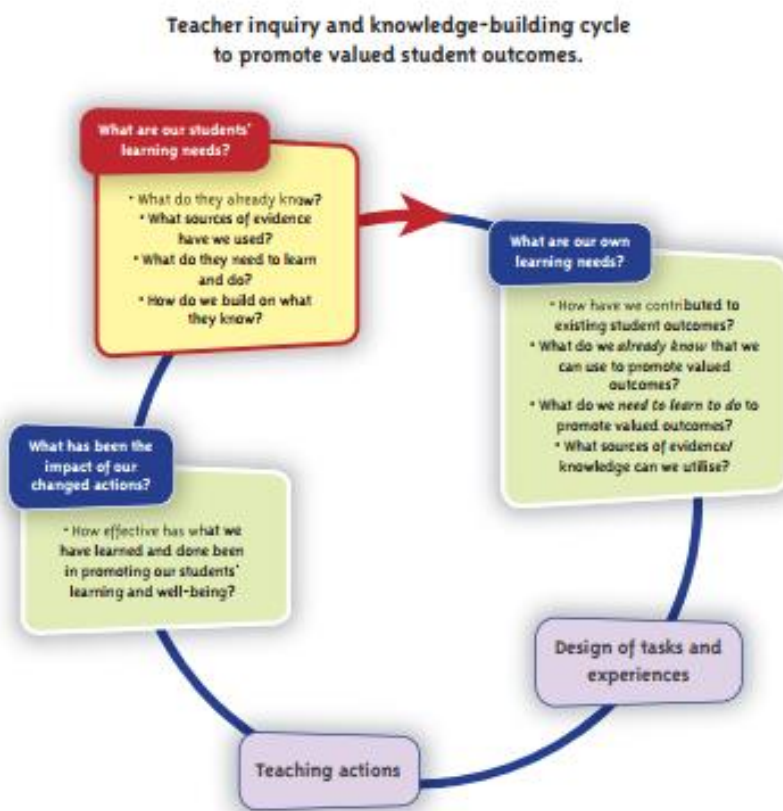 Teacher inquiry and knowledge-building cycle
to promote valued student outcomes.
What are our students'
learning needs?
• What do they already know?
• What sources of evidence
have we used?
• What do they need to learn
and do?
• How do we build on what
they know?
What are our own
learning needs?
• How have we contributed to
existing student outcomes?
• What do we already know that we
can use to promote valued
outcomes?
• What do we need to learn to do to
promote valued outcomes?
• What sources of evidence/
knowledge can we utilise?
Design of tasks and
experiences
Teaching actions
What has been the
impact of our
changed actions?
• How effective has what we
have learned and done been
in promoting our students'
learning and well-being?